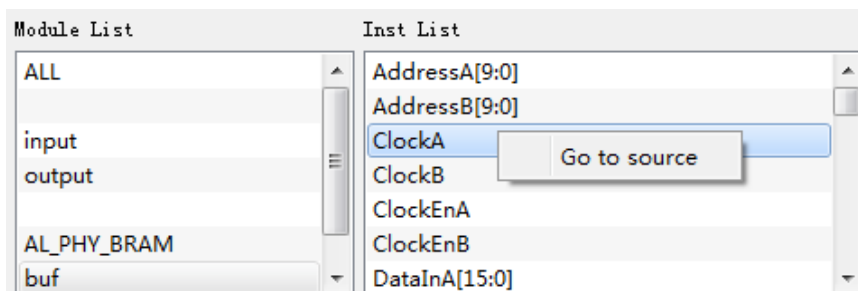 Module List
ALL
input
output
AL_PHY_BRAM
buf
Inst List
AddressA[9:0]
AddressB[9:0]
ClockA
Go to source
ClockB
ClockEnA
ClockEnB
DataInA[15:0]